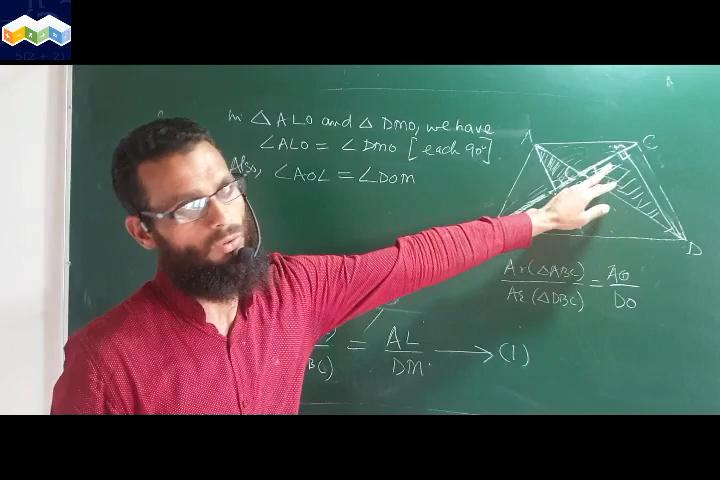 In △ALO and △DMO, we have
∠ALO = ∠DMO [each 90°]
Also, ∠AOL = ∠DOM
A C
D
Ar(△ABC) / Ar(△DBC) = AO / DO
BC) = AL / DM → (1)